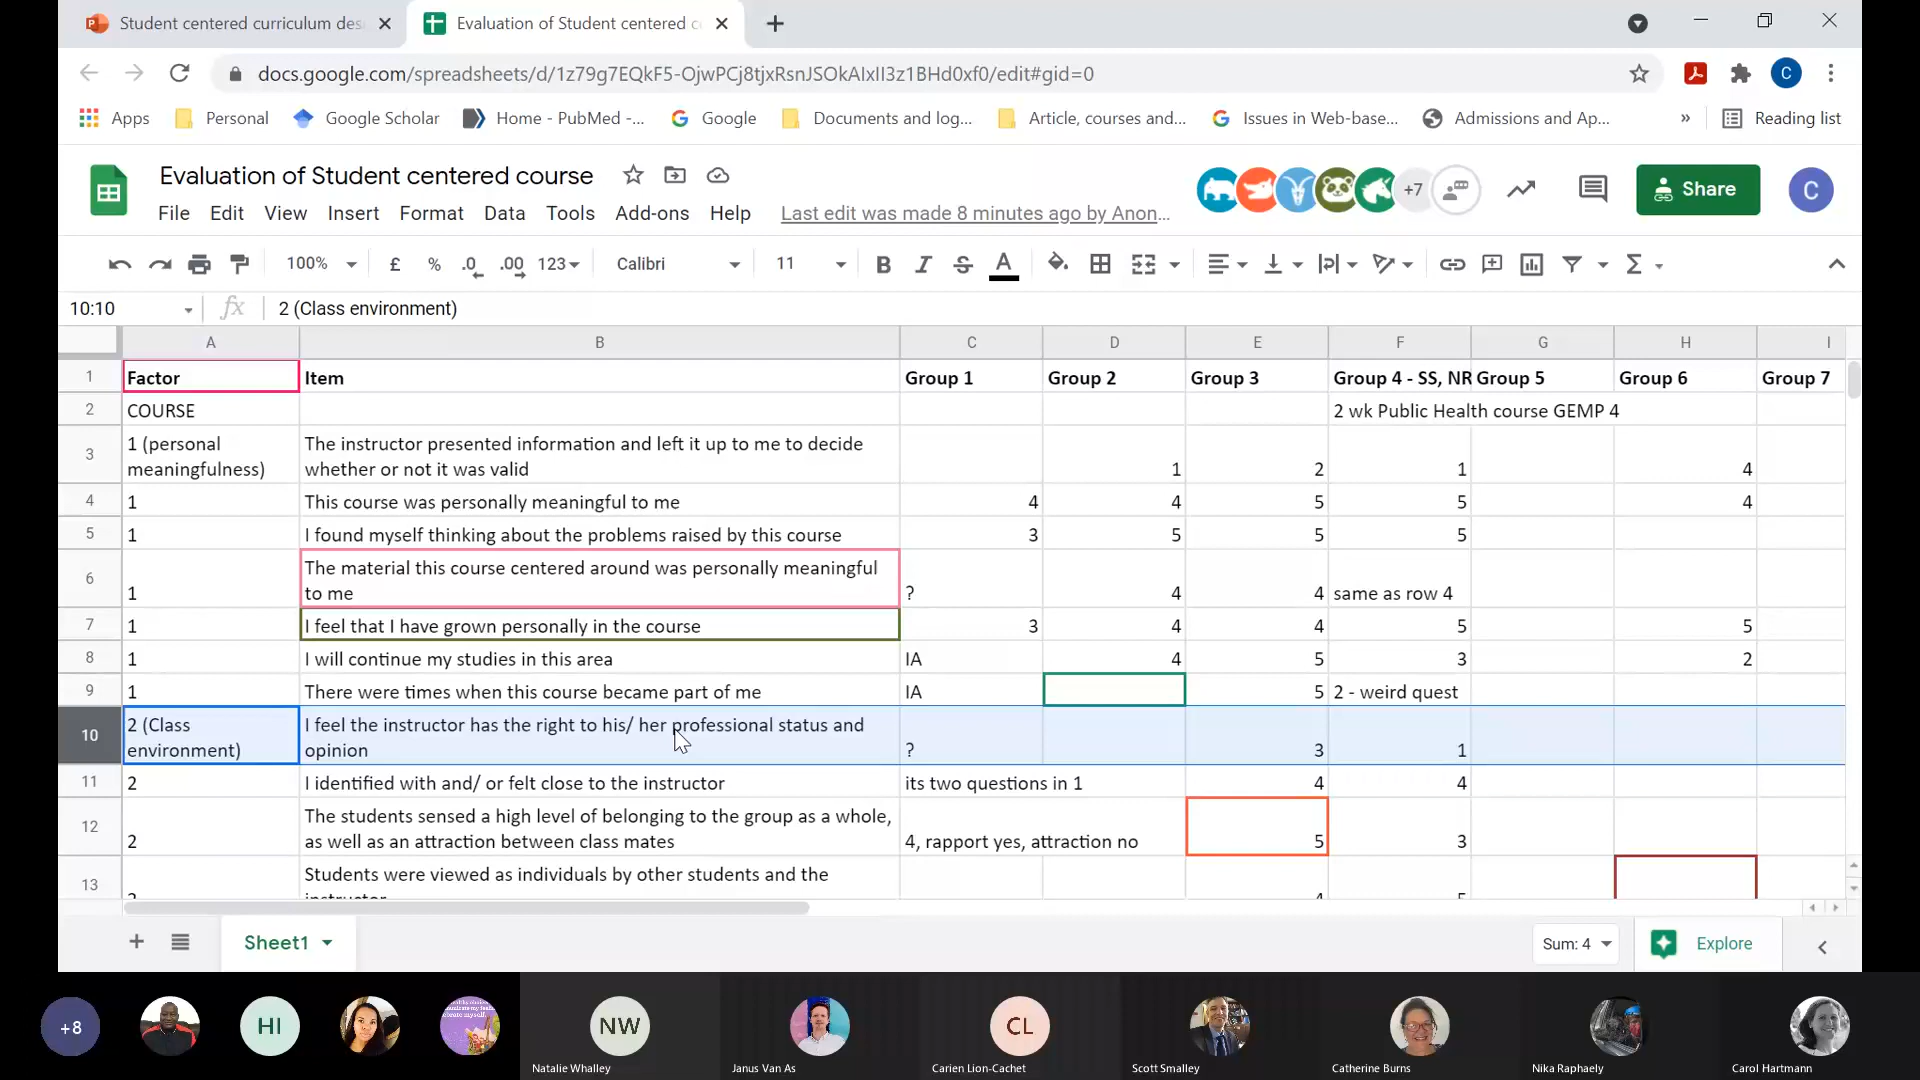 Student centered curriculum des
Evaluation of Student centered c
docs.google.com/spreadsheets/d/1z79g7EQkF5-OjwPCj8tjxRsnJSOkAIxII3z1BHd0xf0/edit#gid=0
C
Apps
Personal
Google Scholar
Home - PubMed -...
Google
Documents and log...
Article, courses and...
Issues in Web-base...
Admissions and Ap...
»
Reading list
Evaluation of Student centered course
+7
Share
C
File Edit View Insert Format Data Tools Add-ons Help
Last edit was made 8 minutes ago by Anon...
100% £ % .0 .00 123 Calibri 11 B I S A Σ
10:10 fx 2 (Class environment)
A B C D E F G H I
1 Factor Item Group 1 Group 2 Group 3 Group 4 - SS, NR Group 5 Group 6 Group 7
2 COURSE 2 wk Public Health course GEMP 4
3 1 (personal meaningfulness) The instructor presented information and left it up to me to decide whether or not it was valid 1 2 1 4
4 1 This course was personally meaningful to me 4 4 5 5 4
5 1 I found myself thinking about the problems raised by this course 3 5 5 5
6 1 The material this course centered around was personally meaningful to me ? 4 4 same as row 4
7 1 I feel that I have grown personally in the course 3 4 4 5 5
8 1 I will continue my studies in this area IA 4 5 3 2
9 1 There were times when this course became part of me IA 5 2 - weird quest
10 2 (Class environment) I feel the instructor has the right to his/ her professional status and opinion ? 3 1
11 2 I identified with and/ or felt close to the instructor its two questions in 1 4 4
12 2 The students sensed a high level of belonging to the group as a whole, as well as an attraction between class mates 4, rapport yes, attraction no 5 3
13 Students were viewed as individuals by other students and the
Sheet1
Sum: 4
Explore
+8
HI
NW
CL
Natalie Whalley
Janus Van As
Carien Lion-Cachet
Scott Smalley
Catherine Burns
Nika Raphaely
Carol Hartmann